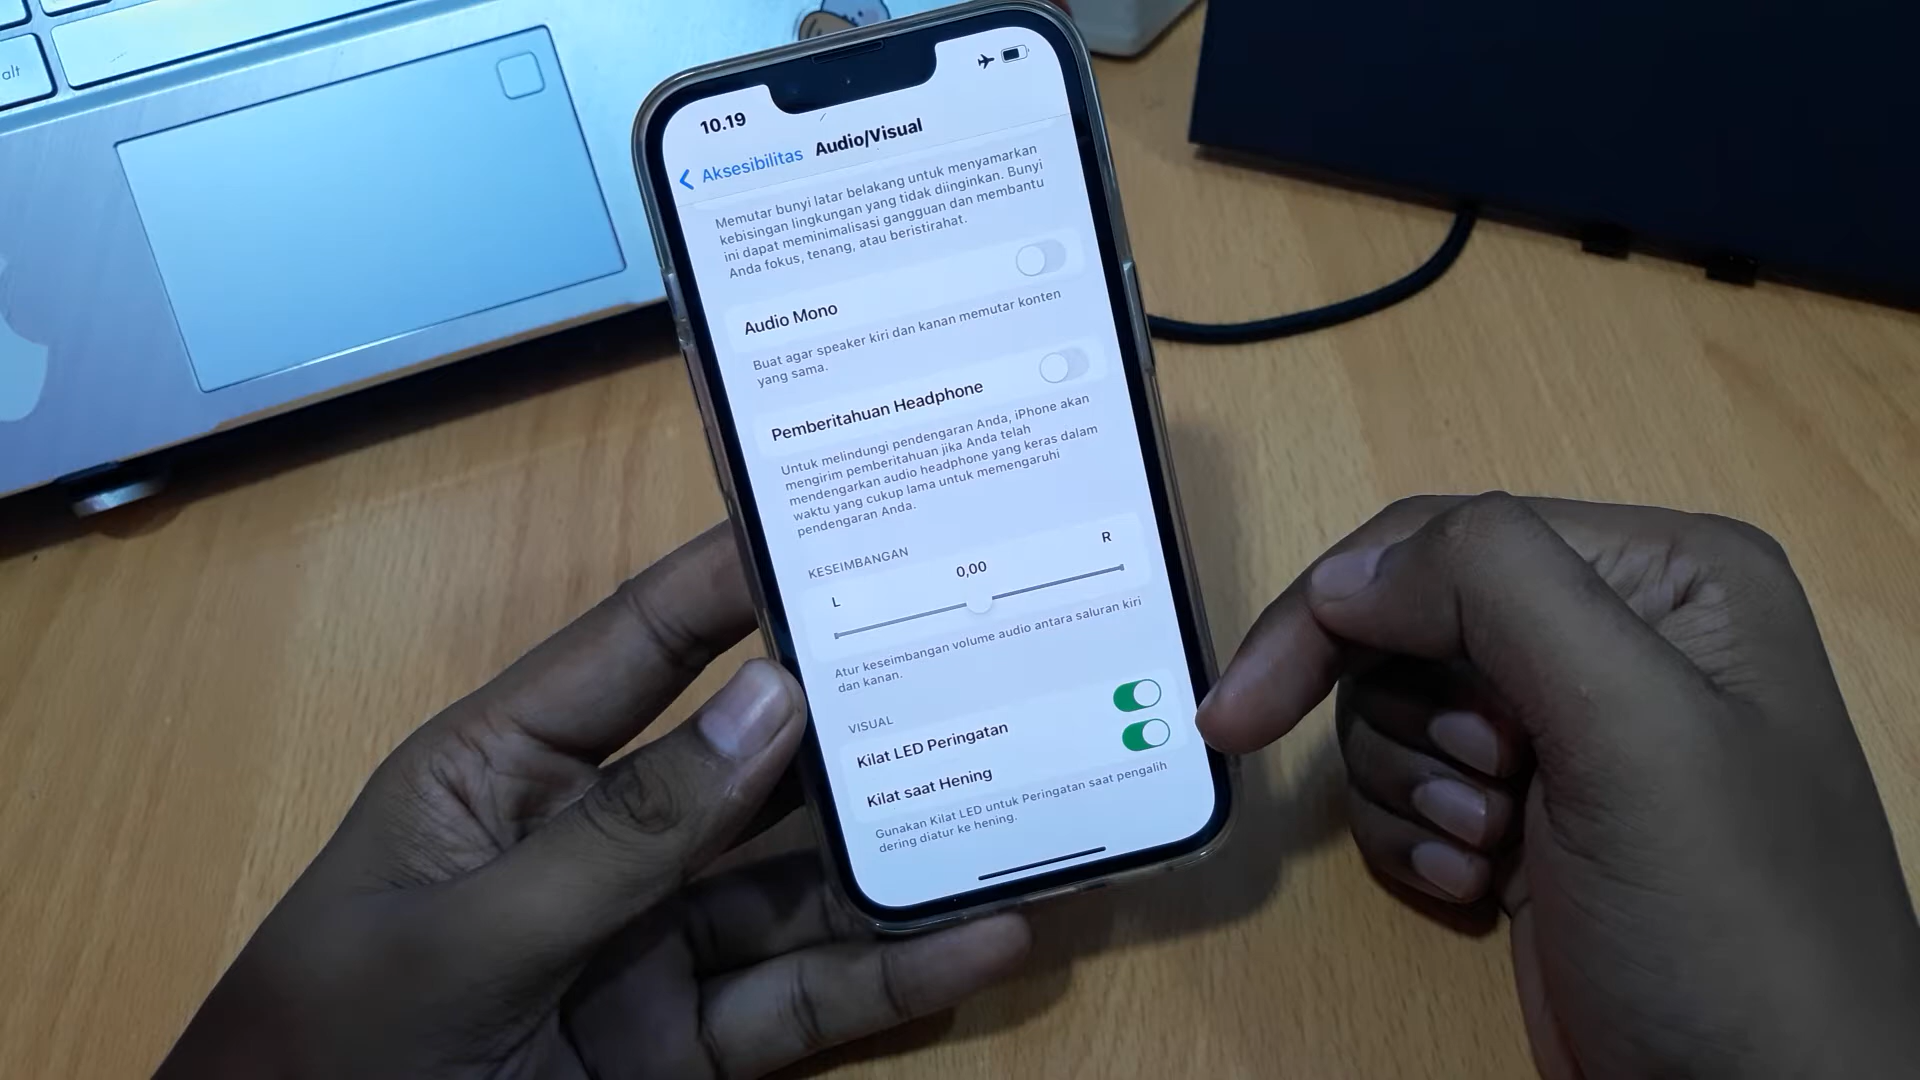 alt
10.19
Aksesibilitas
Audio/Visual
Memutar bunyi latar belakang untuk menyamarkan
kebisingan lingkungan yang tidak diinginkan. Bunyi
ini dapat meminimalisasi gangguan dan membantu
Anda fokus, tenang, atau beristirahat.
Audio Mono
Buat agar speaker kiri dan kanan memutar konten
yang sama.
Pemberitahuan Headphone
Untuk melindungi pendengaran Anda, iPhone akan
mengirim pemberitahuan jika Anda telah
mendengarkan audio headphone yang keras dalam
waktu yang cukup lama untuk memengaruhi
pendengaran Anda.
KESEIMBANGAN
L
0,00
R
Atur keseimbangan volume audio antara saluran kiri
dan kanan.
VISUAL
Kilat LED Peringatan
Kilat saat Hening
Gunakan Kilat LED untuk Peringatan saat pengalih
dering diatur ke hening.